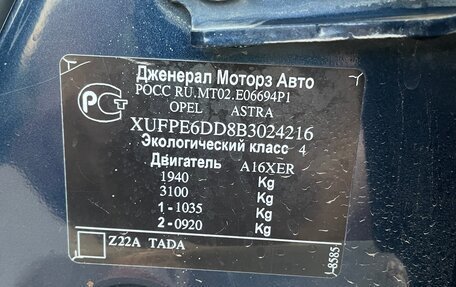 Дженерал Моторз Авто
РОСС RU.MT02.E06694P1
OPEL ASTRA
XUFPE6DD8B3024216
Экологический класс 4
Двигатель A16XER
1940 Kg
3100 Kg
1 - 1035 Kg
2 - 0920 Kg
Z22A TADA
8585